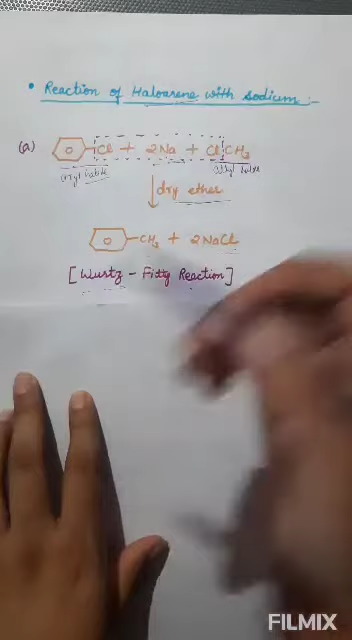 • Reaction of Haloarene with sodium :-
(a) Cl + 2Na + Cl CH3
aryl halide alkyl halide
dry ether
CH3 + 2NaCl
[ Wurtz - Fittg Reaction ]
FILMIX